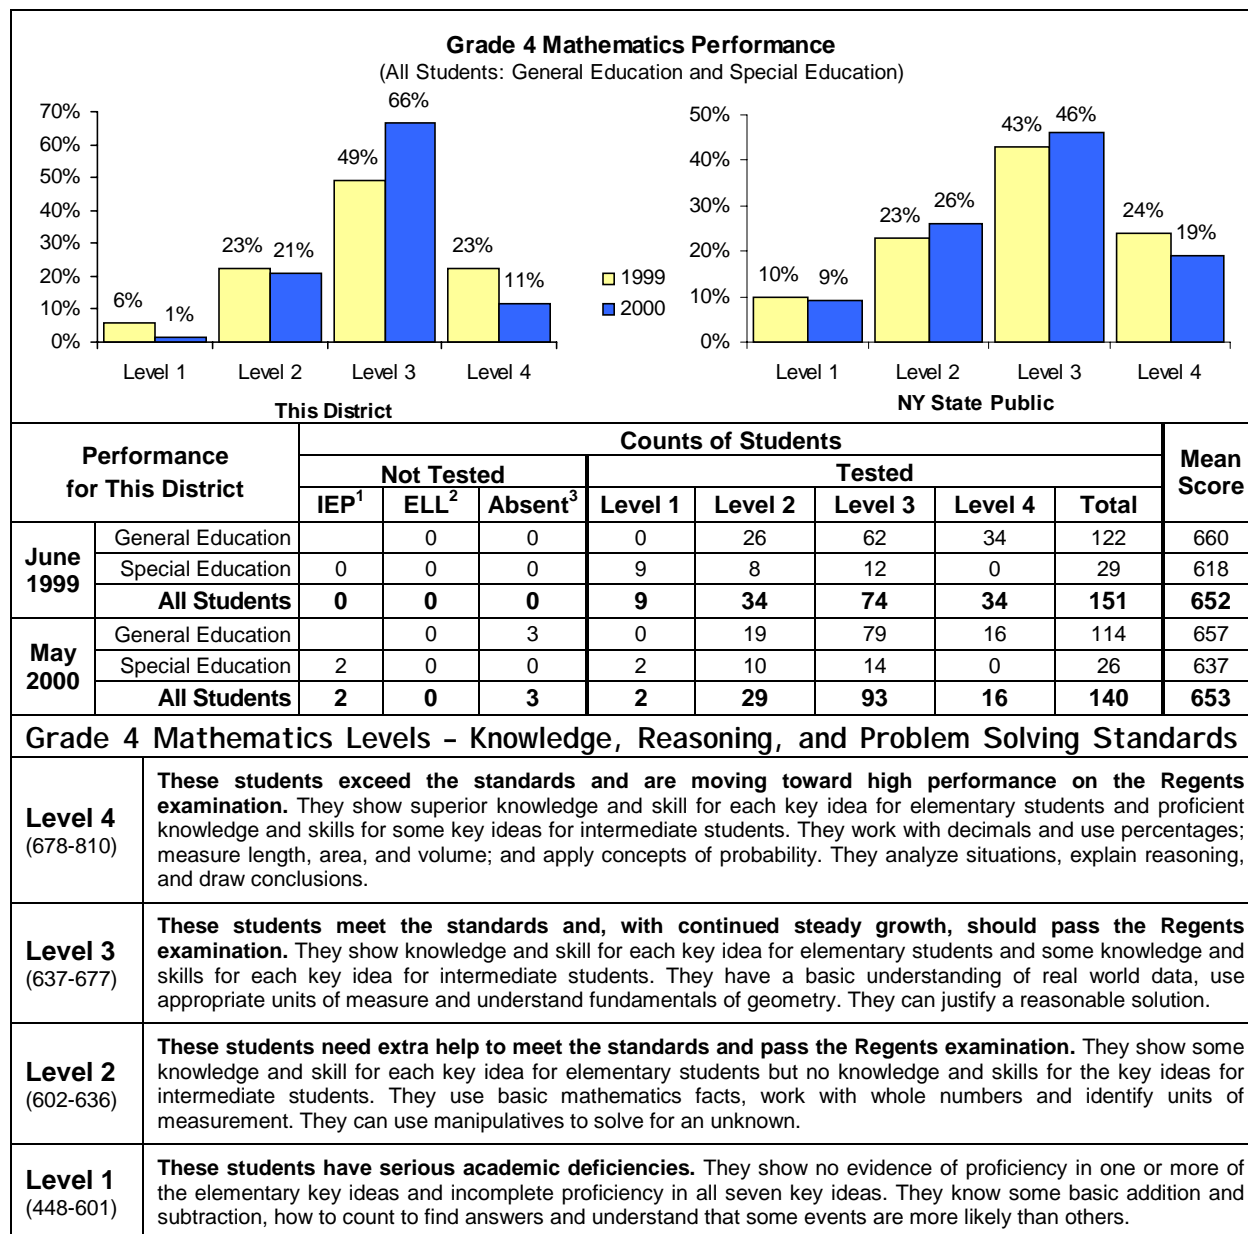 Grade 4 Mathematics Performance
(All Students: General Education and Special Education)
70%
60%
50%
40%
30%
20%
10%
0%
6%
1%
23%
21%
49%
66%
23%
11%
Level 1
Level 2
Level 3
Level 4
This District
1999
2000
50%
40%
30%
20%
10%
0%
10%
9%
23%
26%
43%
46%
24%
19%
Level 1
Level 2
Level 3
Level 4
NY State Public
Performance for This District
Counts of Students
Mean Score
Not Tested
Tested
IEP¹ ELL² Absent³ Level 1 Level 2 Level 3 Level 4 Total
June 1999
General Education 0 0 0 26 62 34 122 660
Special Education 0 0 0 9 8 12 0 29 618
All Students 0 0 0 9 34 74 34 151 652
May 2000
General Education 0 3 0 19 79 16 114 657
Special Education 2 0 0 2 10 14 0 26 637
All Students 2 0 3 2 29 93 16 140 653
Grade 4 Mathematics Levels – Knowledge, Reasoning, and Problem Solving Standards
Level 4
(678-810)
These students exceed the standards and are moving toward high performance on the Regents
examination. They show superior knowledge and skill for each key idea for elementary students and proficient
knowledge and skills for some key ideas for intermediate students. They work with decimals and use percentages;
measure length, area, and volume; and apply concepts of probability. They analyze situations, explain reasoning,
and draw conclusions.
Level 3
(637-677)
These students meet the standards and, with continued steady growth, should pass the Regents
examination. They show knowledge and skill for each key idea for elementary students and some knowledge and
skills for each key idea for intermediate students. They have a basic understanding of real world data, use
appropriate units of measure and understand fundamentals of geometry. They can justify a reasonable solution.
Level 2
(602-636)
These students need extra help to meet the standards and pass the Regents examination. They show some
knowledge and skill for each key idea for elementary students but no knowledge and skills for the key ideas for
intermediate students. They use basic mathematics facts, work with whole numbers and identify units of
measurement. They can use manipulatives to solve for an unknown.
Level 1
(448-601)
These students have serious academic deficiencies. They show no evidence of proficiency in one or more of
the elementary key ideas and incomplete proficiency in all seven key ideas. They know some basic addition and
subtraction, how to count to find answers and understand that some events are more likely than others.